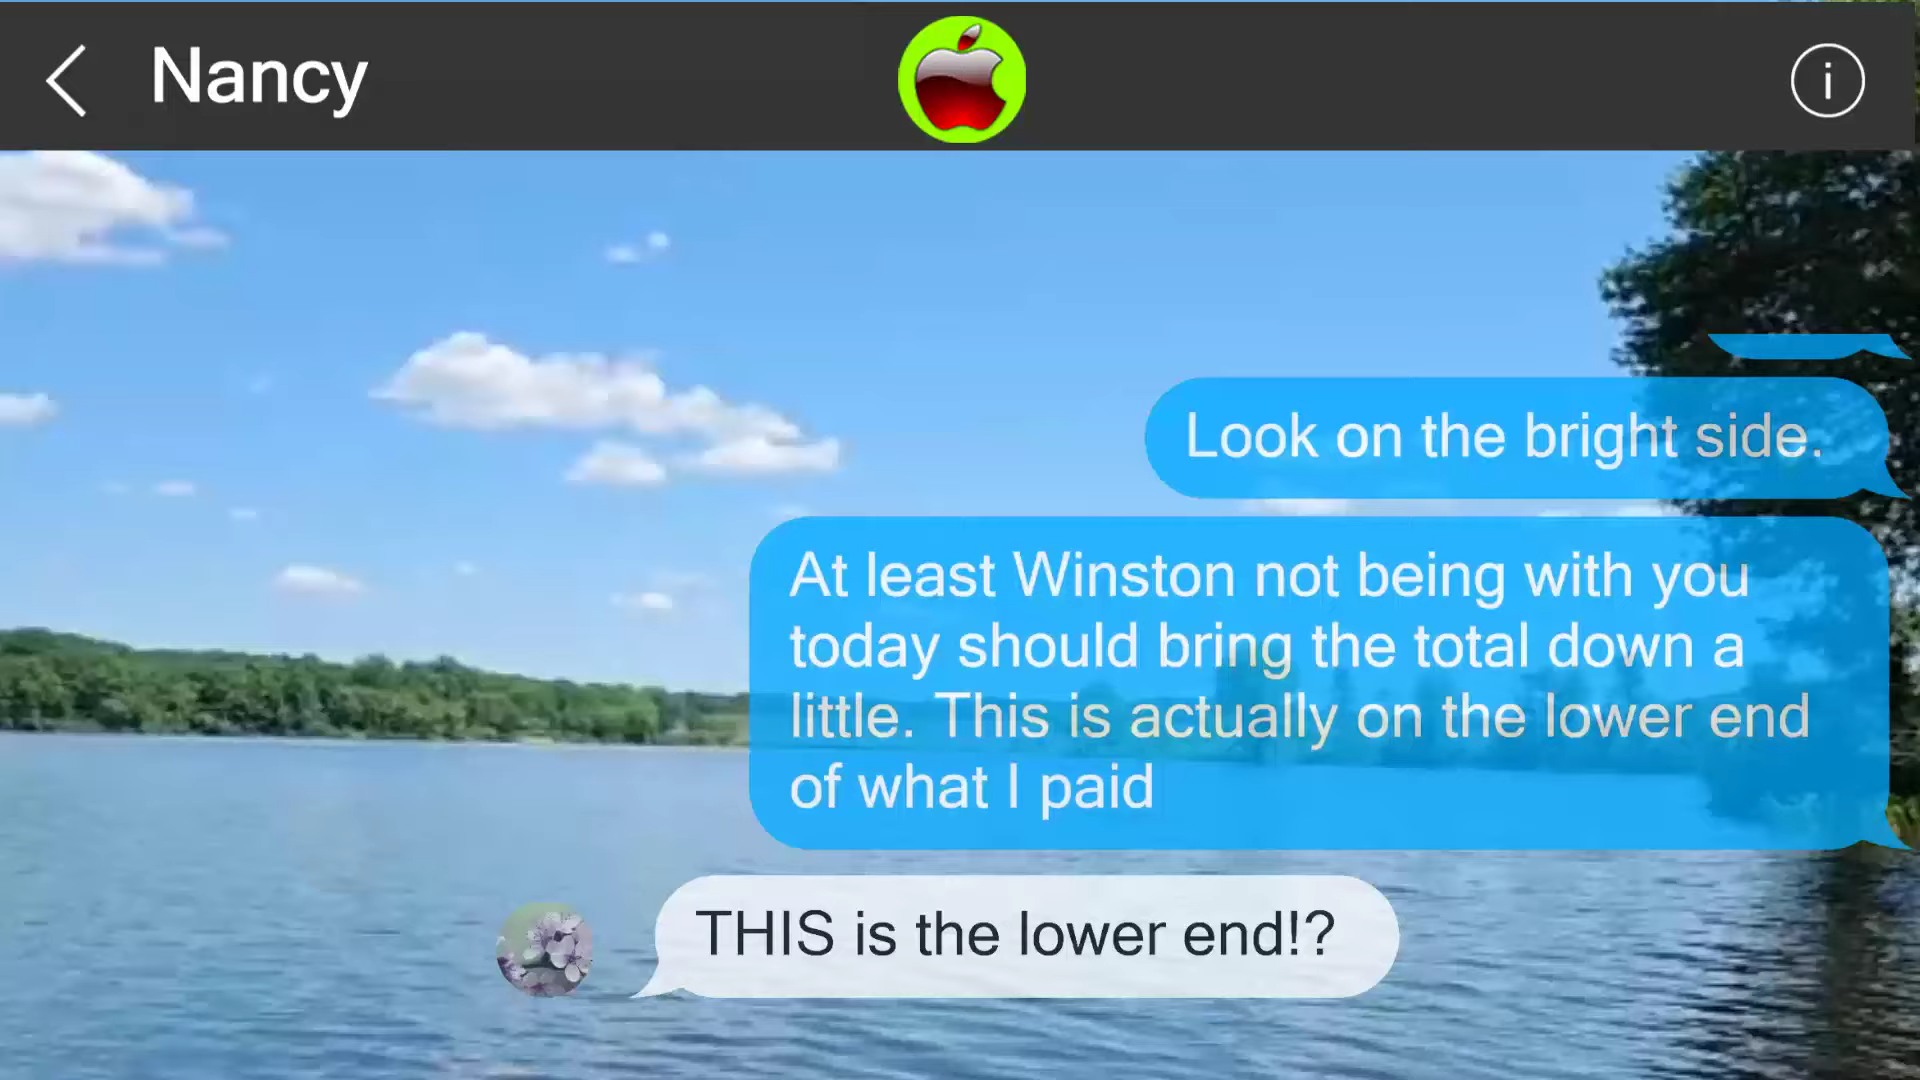 Nancy
Look on the bright side.
At least Winston not being with you
today should bring the total down a
little. This is actually on the lower end
of what I paid
THIS is the lower end!?